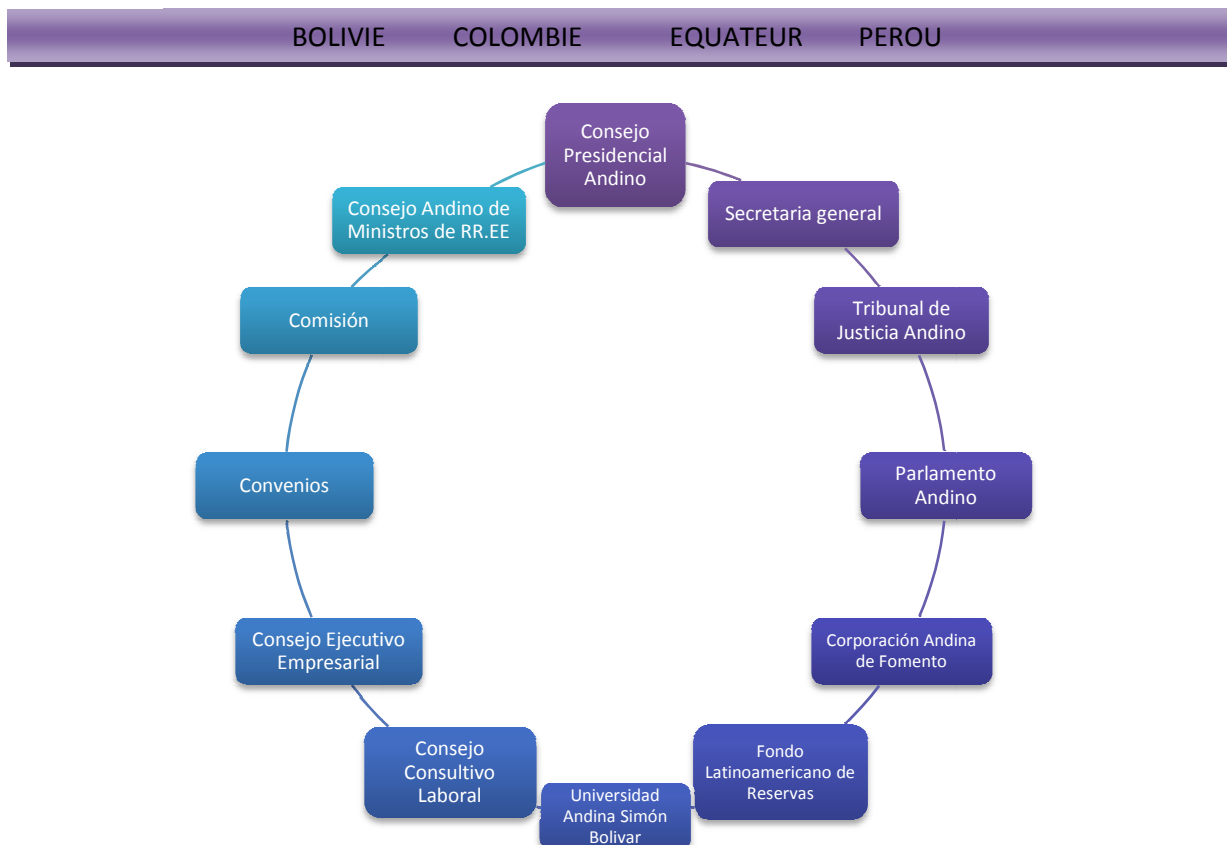 BOLIVIE COLOMBIE EQUATEUR PEROU
Consejo
Presidencial
Andino
Secretaria general
Tribunal de
Justicia Andino
Parlamento
Andino
Corporación Andina
de Fomento
Fondo
Latinoamericano de
Reservas
Universidad
Andina Simón
Bolivar
Consejo
Consultivo
Laboral
Consejo Ejecutivo
Empresarial
Convenios
Comisión
Consejo Andino de
Ministros de RR.EE